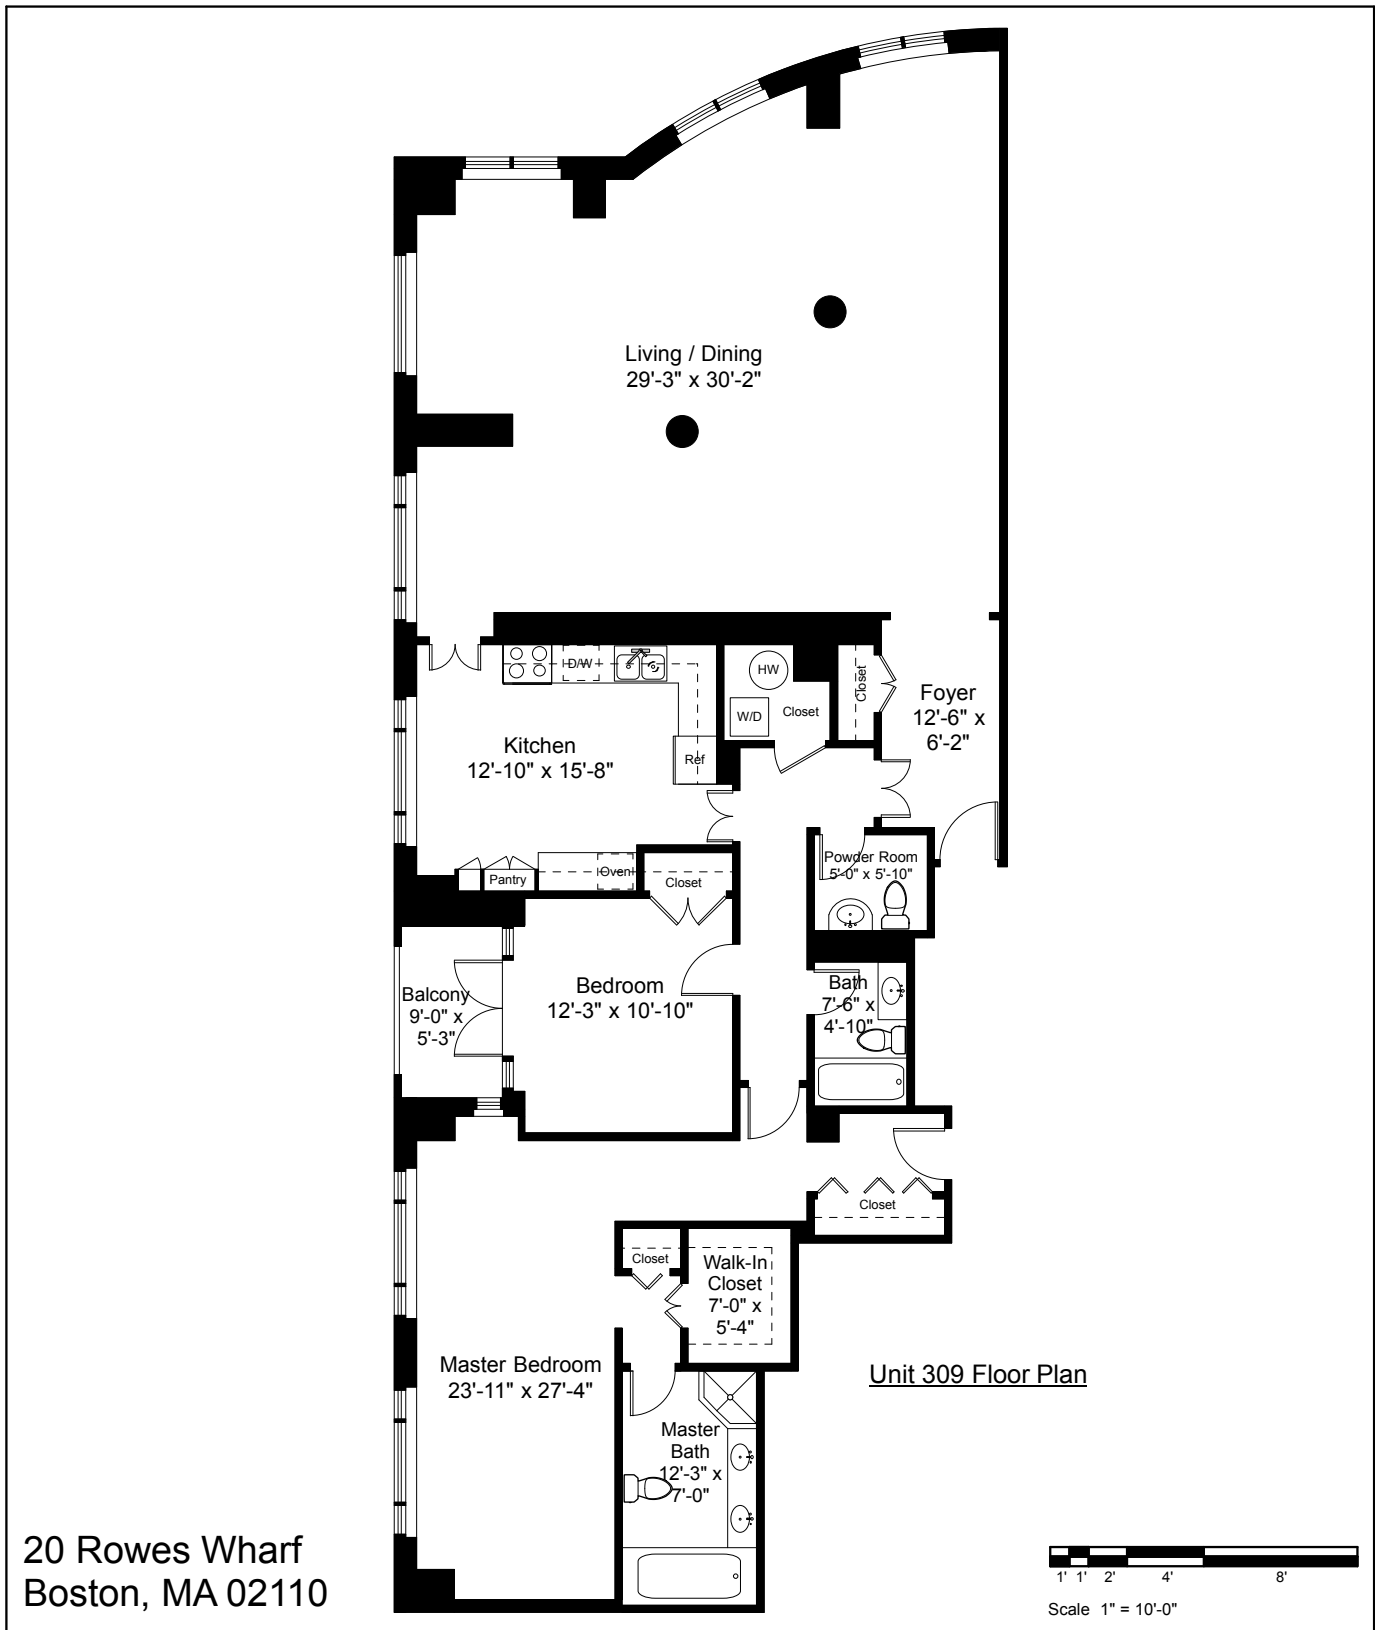 Living / Dining
29'-3" x 30'-2"
D/W
HW
W/D
Closet
Closet
Foyer
12'-6" x
6'-2"
Kitchen
12'-10" x 15'-8"
Ref
Pantry
Oven
Closet
Powder Room
5'-0" x 5'-10"
Balcony
9'-0" x
5'-3"
Bedroom
12'-3" x 10'-10"
Bath
7'-6" x
4'-10"
Closet
Closet
Walk-In
Closet
7'-0" x
5'-4"
Master Bedroom
23'-11" x 27'-4"
Master
Bath
12'-3" x
7'-0"
Unit 309 Floor Plan
20 Rowes Wharf
Boston, MA 02110
1' 1' 2' 4' 8'
Scale 1" = 10'-0"